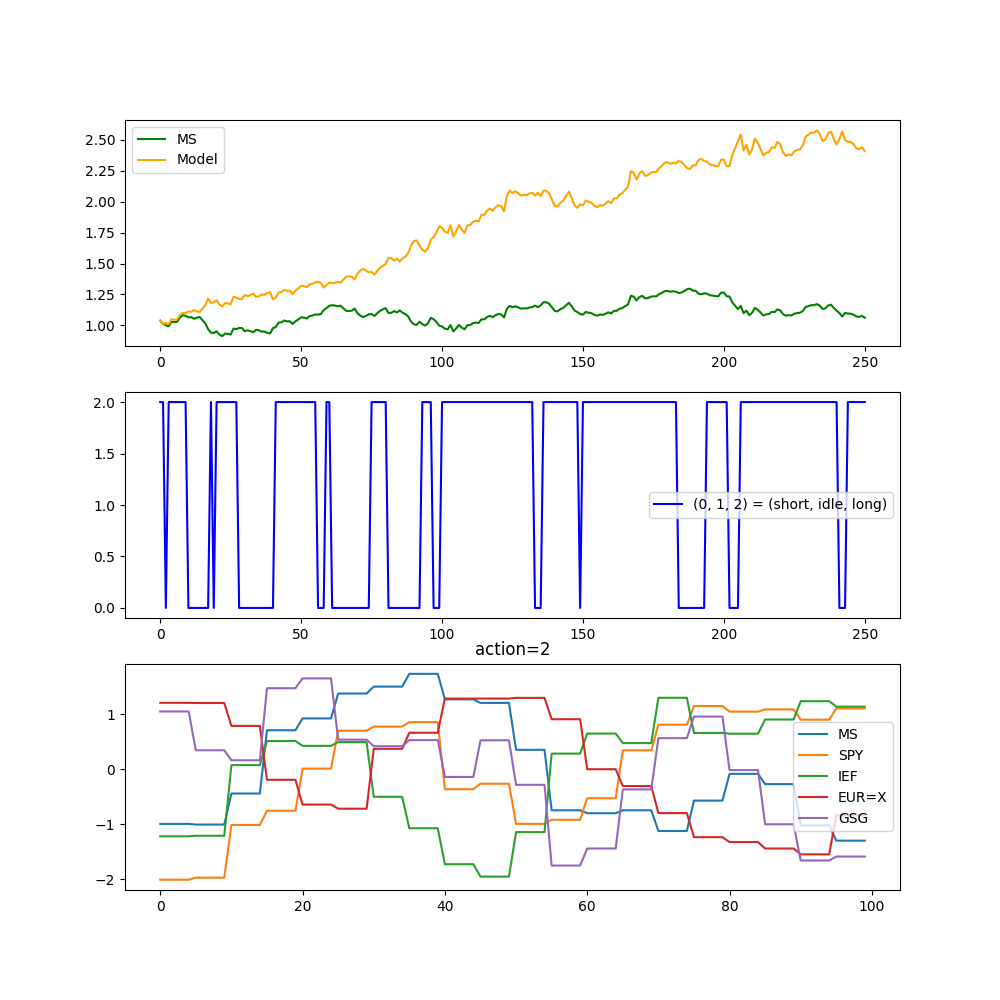 2.50
2.25
2.00
1.75
1.50
1.25
1.00
MS
Model
0 50 100 150 200 250
2.0
1.5
1.0
0.5
0.0
(0, 1, 2) = (short, idle, long)
0 50 100 150 200 250
action=2
1
0
−1
−2
MS
SPY
IEF
EUR=X
GSG
0 20 40 60 80 100